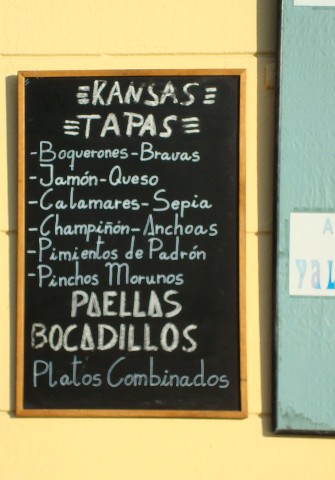 ≡KANSAS≡
≡TAPAS≡
-Boquerones-Bravas
-Jamón-Queso
-Calamares-Sepia
-Champiñón-Anchoas
-Pimientos de Padrón
-Pinchos Morunos
PAELLAS
BOCADILLOS
Platos Combinados